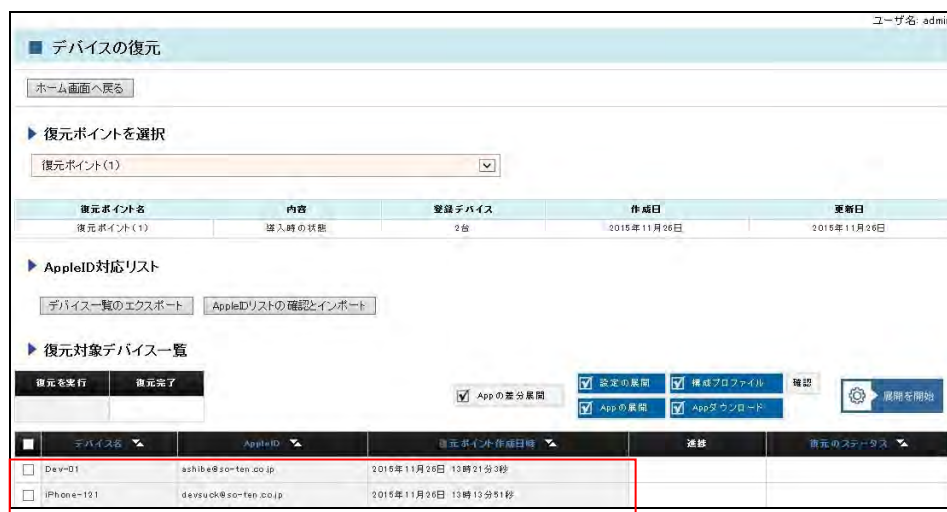 ユーザ名: admin
デバイスの復元
ホーム画面へ戻る
復元ポイントを選択
復元ポイント(1)
復元ポイント名 内容 登録デバイス 作成日 更新日
復元ポイント(1) 導入時の状態 2台 2015年11月26日 2015年11月26日
AppleID対応リスト
デバイス一覧のエクスポート AppleIDリストの確認とインポート
復元対象デバイス一覧
復元を実行 復元完了
Appの差分展開 設定の展開 構成プロファイル 確認 展開を開始
Appの展開 Appダウンロード
デバイス名 AppleID 復元ポイント作成日時 進捗 復元のステータス
Dev-01 ashibe@so-ten.co.jp 2015年11月26日 13時21分3秒
iPhone-121 devsuck@so-ten.co.jp 2015年11月26日 13時13分51秒